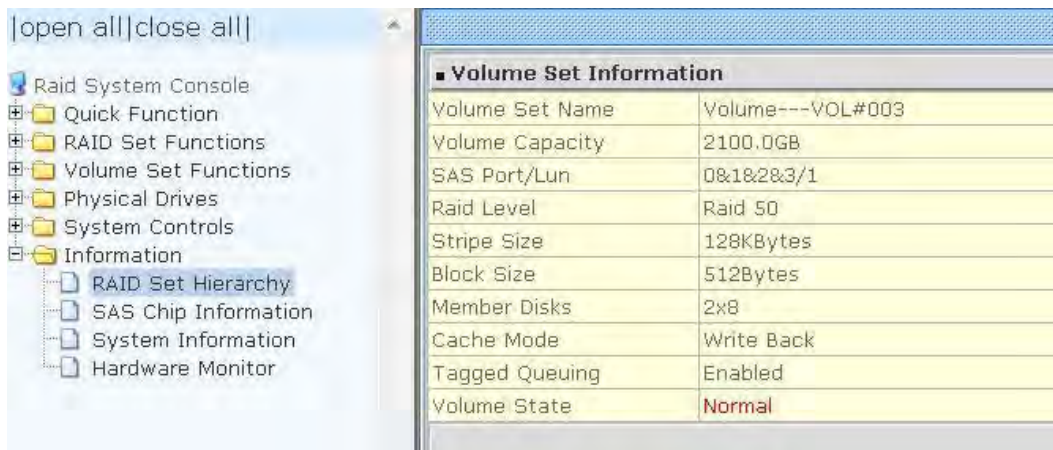 |open all||close all|
Raid System Console
Quick Function
RAID Set Functions
Volume Set Functions
Physical Drives
System Controls
Information
RAID Set Hierarchy
SAS Chip Information
System Information
Hardware Monitor
Volume Set Information
Volume Set Name Volume---VOL#003
Volume Capacity 2100.0GB
SAS Port/Lun 0&1&2&3/1
Raid Level Raid 50
Stripe Size 128KBytes
Block Size 512Bytes
Member Disks 2x8
Cache Mode Write Back
Tagged Queuing Enabled
Volume State Normal